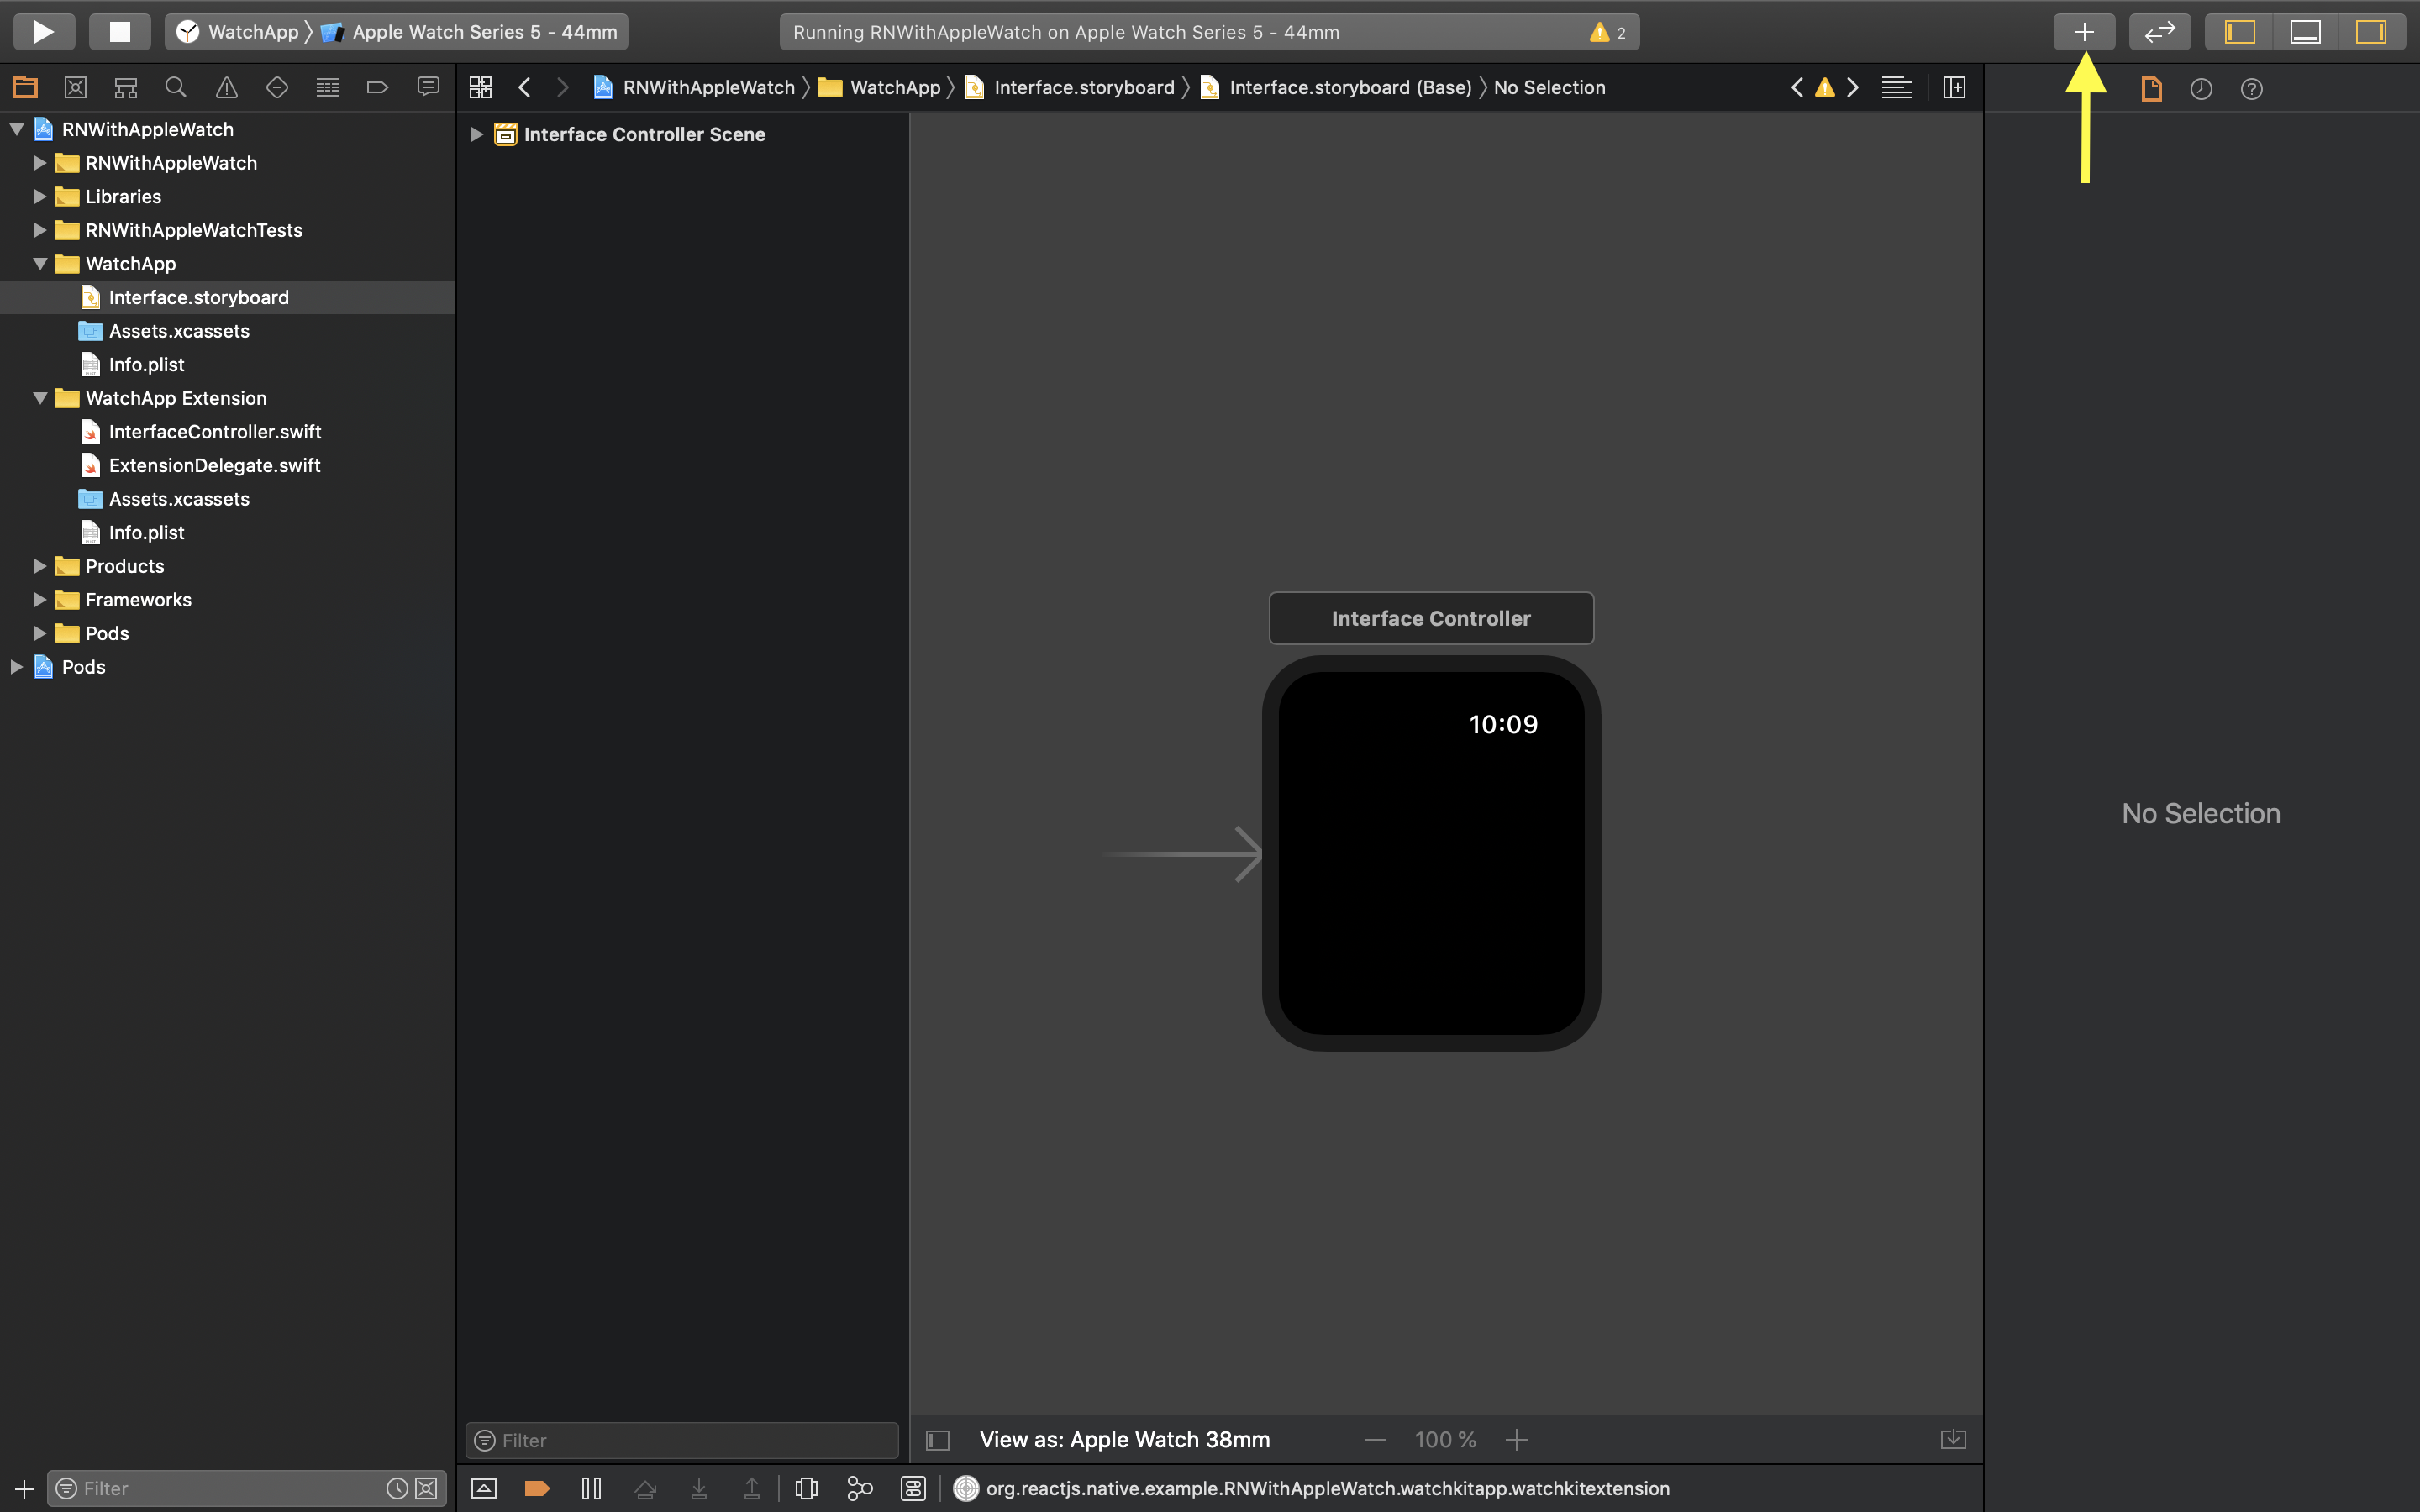 WatchApp Apple Watch Series 5 - 44mm
Running RNWithAppleWatch on Apple Watch Series 5 - 44mm 2
RNWithAppleWatch WatchApp Interface.storyboard Interface.storyboard (Base) No Selection
RNWithAppleWatch
RNWithAppleWatch
Libraries
RNWithAppleWatchTests
WatchApp
Interface.storyboard
Assets.xcassets
Info.plist
WatchApp Extension
InterfaceController.swift
ExtensionDelegate.swift
Assets.xcassets
Info.plist
Products
Frameworks
Pods
Pods
Filter
Interface Controller Scene
Filter
Interface Controller
10:09
View as: Apple Watch 38mm
100 %
org.reactjs.native.example.RNWithAppleWatch.watchkitapp.watchkitextension
No Selection